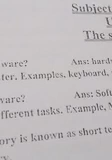 Subject
U
The s
ware? Ans: hardw
ter. Examples, keyboard,
ware? Ans: Soft
fferent tasks. Example, M
ory is known as short te